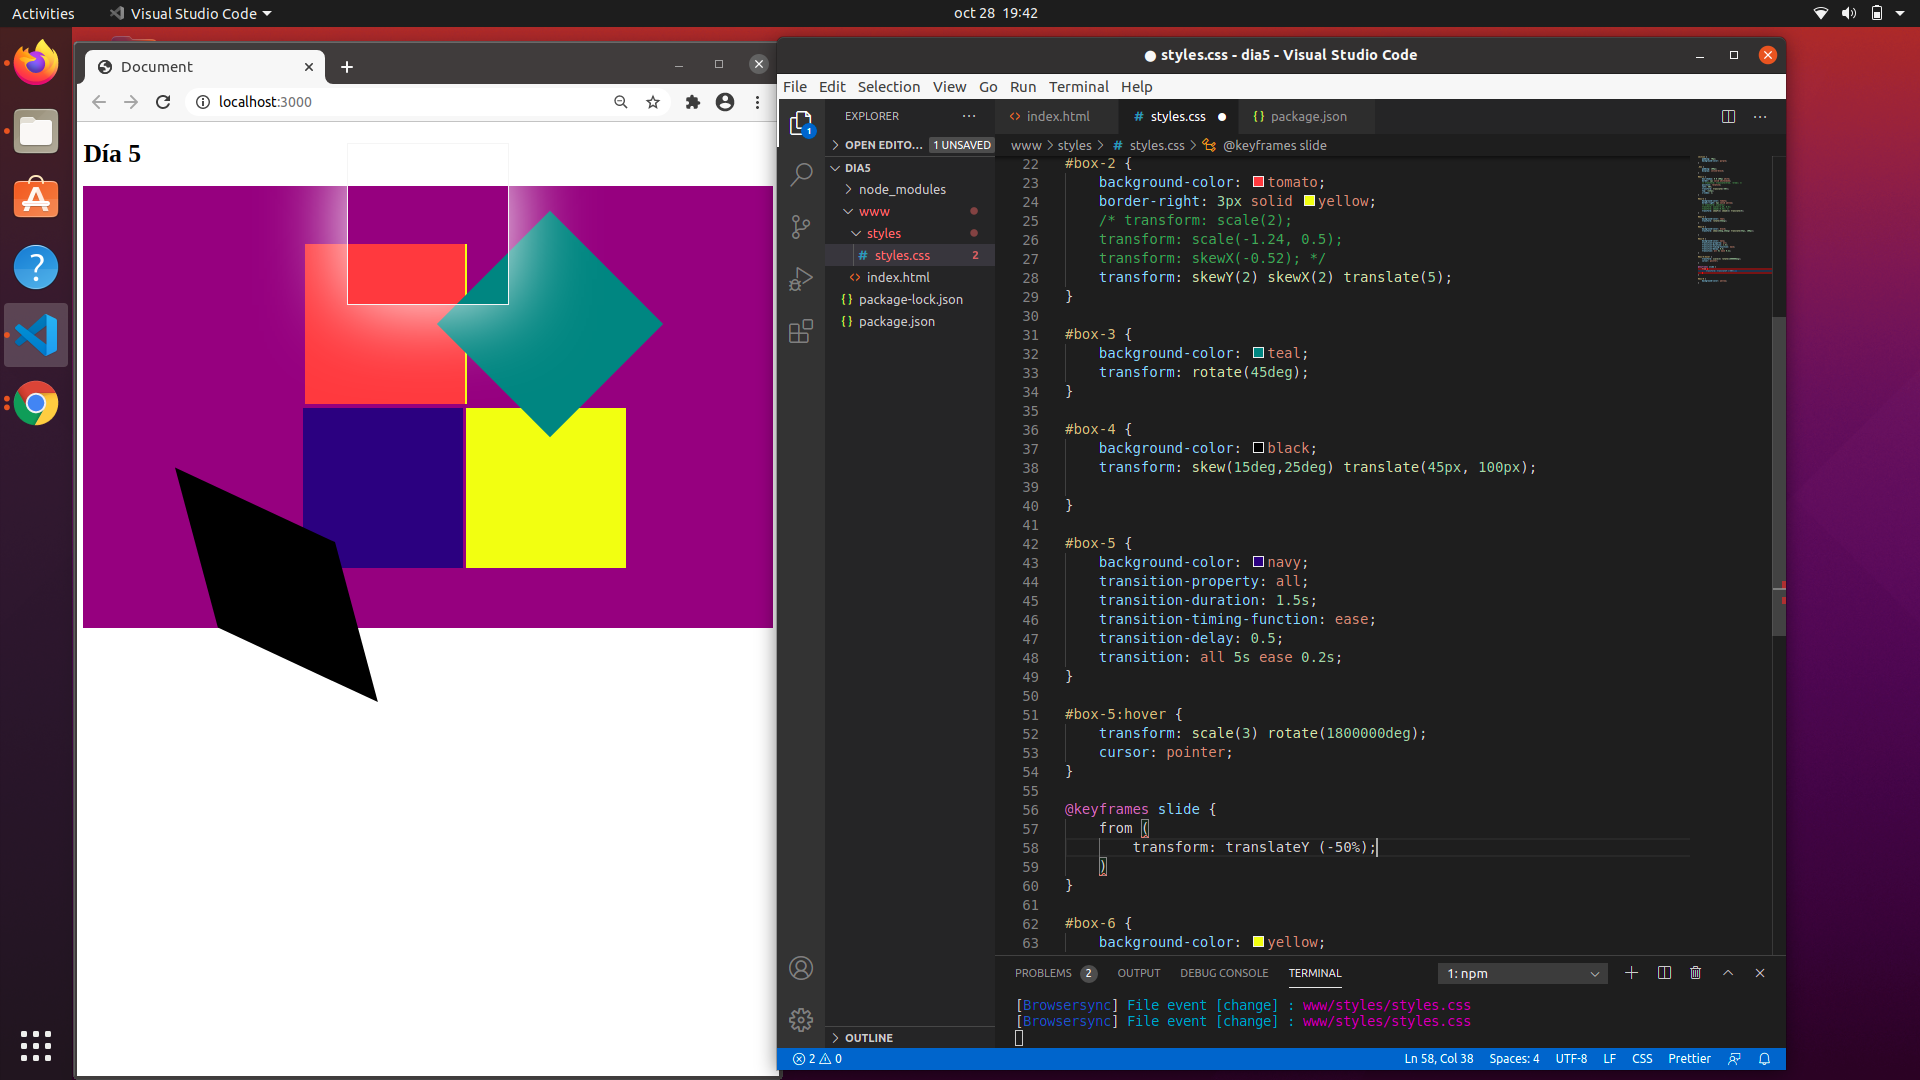 Activities
Visual Studio Code
oct 28 19:42
Document
localhost:3000
Día 5
styles.css - dia5 - Visual Studio Code
File Edit Selection View Go Run Terminal Help
EXPLORER
1
OPEN EDITO... 1 UNSAVED
DIA5
node_modules
www
styles
# styles.css 2
<> index.html
{} package-lock.json
{} package.json
OUTLINE
<> index.html
# styles.css
{} package.json
www > styles > # styles.css > @keyframes slide
22 #box-2 {
23 background-color: tomato;
24 border-right: 3px solid yellow;
25 /* transform: scale(2);
26 transform: scale(-1.24, 0.5);
27 transform: skewX(-0.52); */
28 transform: skewY(2) skewX(2) translate(5);
29 }
30
31 #box-3 {
32 background-color: teal;
33 transform: rotate(45deg);
34 }
35
36 #box-4 {
37 background-color: black;
38 transform: skew(15deg,25deg) translate(45px, 100px);
39
40 }
41
42 #box-5 {
43 background-color: navy;
44 transition-property: all;
45 transition-duration: 1.5s;
46 transition-timing-function: ease;
47 transition-delay: 0.5;
48 transition: all 5s ease 0.2s;
49 }
50
51 #box-5:hover {
52 transform: scale(3) rotate(1800000deg);
53 cursor: pointer;
54 }
55
56 @keyframes slide {
57 from (
58 transform: translateY (-50%);
59 )
60 }
61
62 #box-6 {
63 background-color: yellow;
PROBLEMS 2 OUTPUT DEBUG CONSOLE TERMINAL
1: npm
[Browsersync] File event [change] : www/styles/styles.css
[Browsersync] File event [change] : www/styles/styles.css
2 0
Ln 58, Col 38 Spaces: 4 UTF-8 LF CSS Prettier